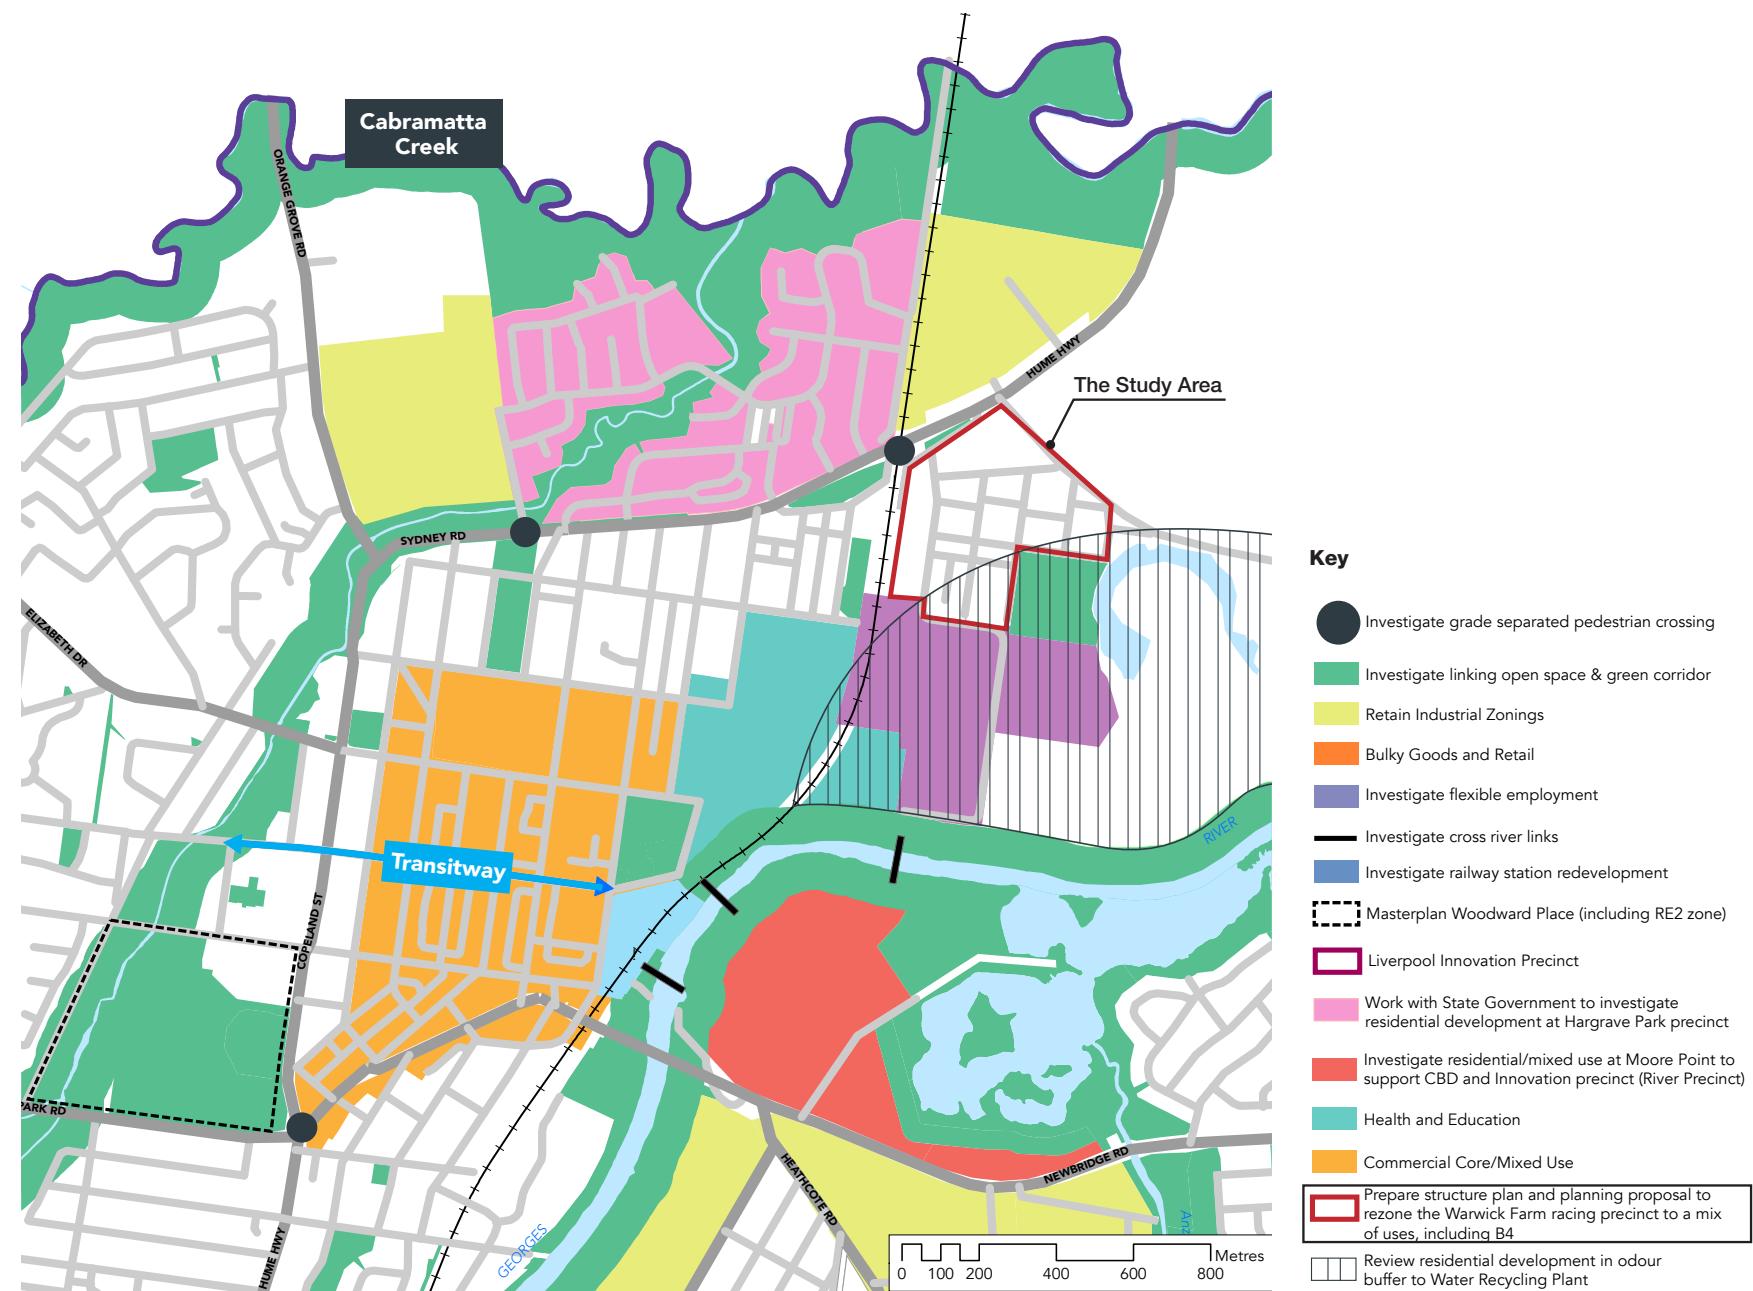 Cabramatta
Creek
ORANGE GROVE RD
HUME HWY
The Study Area
SYDNEY RD
ELIZABETH DR
Transitway
COPELAND ST
RIVER
PARK RD
HUME HWY
GEORGES
HEATHCOTE RD
NEWBRIDGE RD
Anz
Metres
0 100 200 400 600 800
Key
Investigate grade separated pedestrian crossing
Investigate linking open space & green corridor
Retain Industrial Zonings
Bulky Goods and Retail
Investigate flexible employment
Investigate cross river links
Investigate railway station redevelopment
Masterplan Woodward Place (including RE2 zone)
Liverpool Innovation Precinct
Work with State Government to investigate
residential development at Hargrave Park precinct
Investigate residential/mixed use at Moore Point to
support CBD and Innovation precinct (River Precinct)
Health and Education
Commercial Core/Mixed Use
Prepare structure plan and planning proposal to
rezone the Warwick Farm racing precinct to a mix
of uses, including B4
Review residential development in odour
buffer to Water Recycling Plant